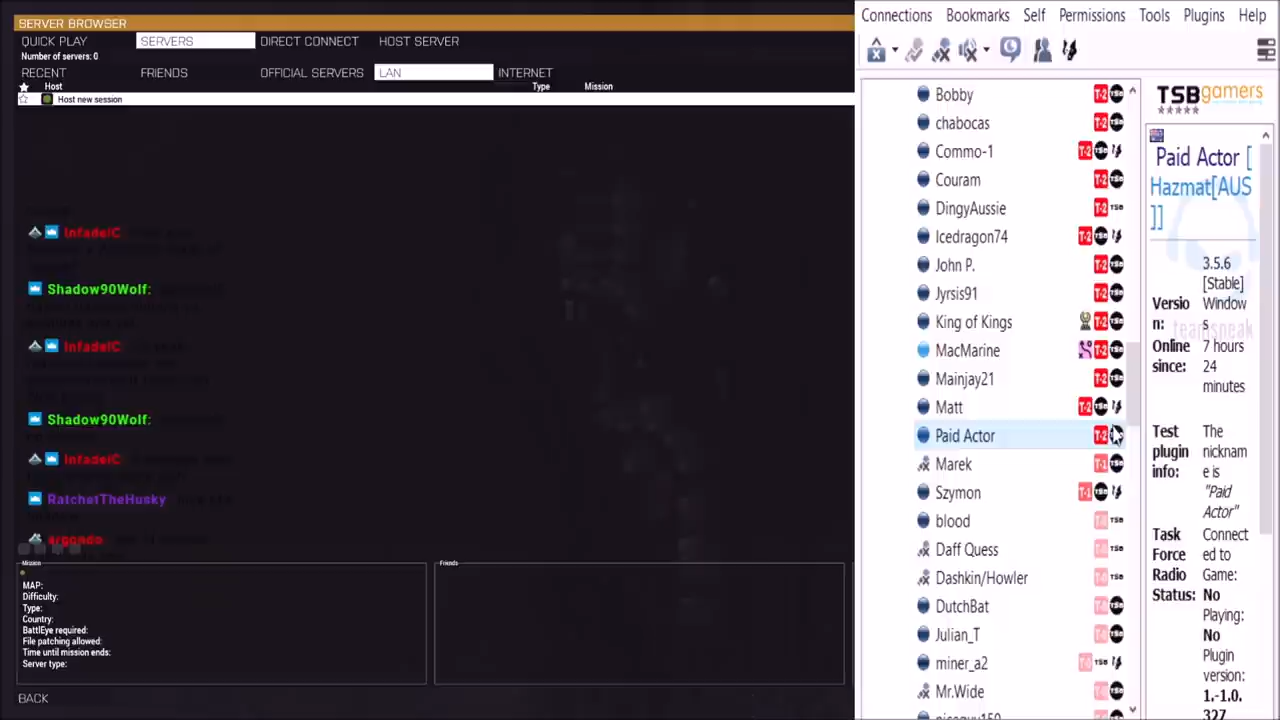 SERVER BROWSER
QUICK PLAY SERVERS DIRECT CONNECT HOST SERVER
Number of servers: 0
RECENT FRIENDS OFFICIAL SERVERS LAN INTERNET
Host Type Mission
Host new session
InfadelC
Shadow90Wolf:
InfadelC
Shadow90Wolf:
InfadelC
RatchetTheHusky
argondo
Mission
MAP:
Difficulty:
Type:
Country:
BattlEye required:
File patching allowed:
Time until mission ends:
Server type:
Friends
BACK
Connections Bookmarks Self Permissions Tools Plugins Help
Bobby
chabocas
Commo-1
Couram
DingyAussie
Icedragon74
John P.
Jyrsis91
King of Kings
MacMarine
Mainjay21
Matt
Paid Actor
Marek
Szymon
blood
Daff Quess
Dashkin/Howler
DutchBat
Julian_T
miner_a2
Mr.Wide
TSBgamers
Paid Actor [
Hazmat[AUS
]]
Versio
n:
3.5.6
[Stable]
Window
s
teamspeak
Online
since:
7 hours
24
minutes
Test
plugin
info:
The
nicknam
e is
"Paid
Actor"
Task
Force
Radio
Status:
Connect
ed to
Game:
No
Playing:
No
Plugin
version:
1.-1.0.
327